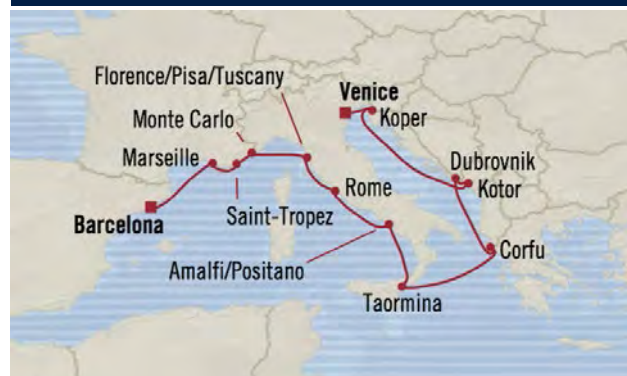 Florence/Pisa/Tuscany
Venice
Koper
Monte Carlo
Marseille
Dubrovnik
Kotor
Rome
Saint-Tropez
Barcelona
Corfu
Amalfi/Positano
Taormina